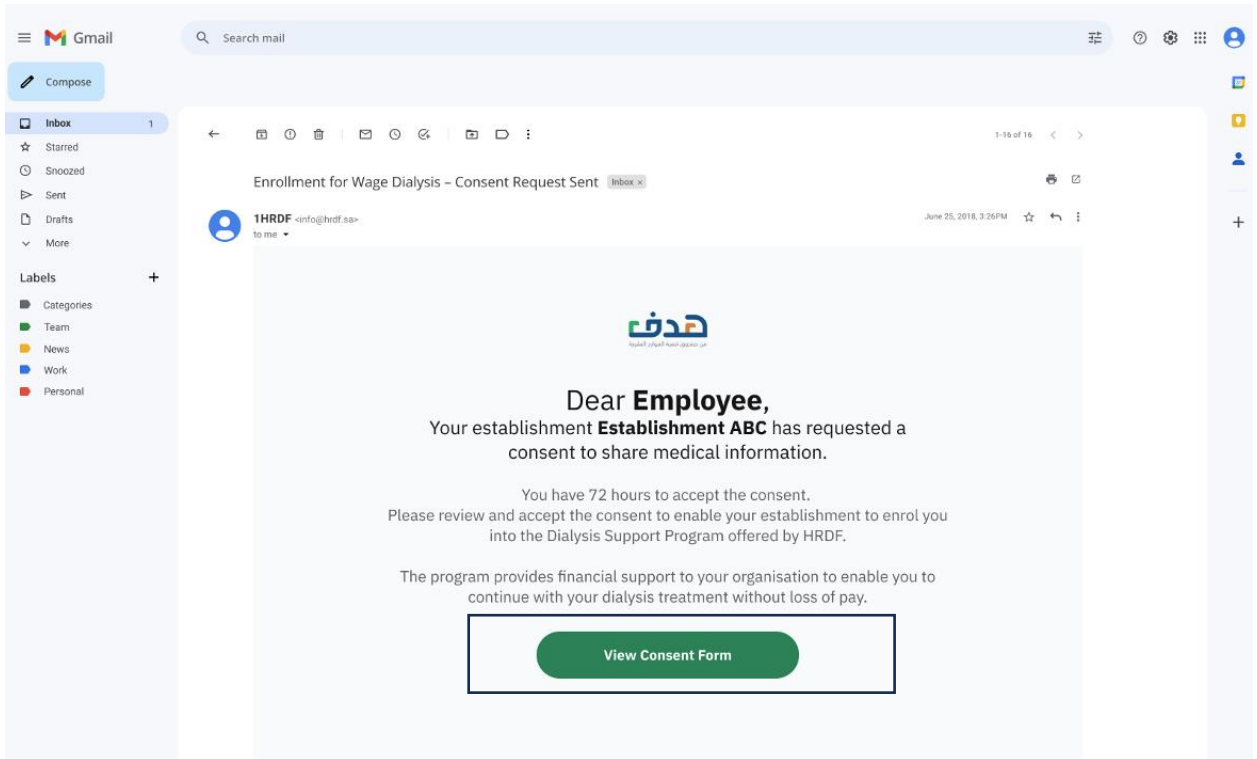 Gmail
Search mail
Compose
Inbox 1
Starred
Snoozed
Sent
Drafts
More
Labels +
Categories
Team
News
Work
Personal
1-16 of 16
Enrollment for Wage Dialysis – Consent Request Sent Inbox ×
1HRDF <info@hrdf.sa> June 25, 2018, 3:26PM
to me
هدف
Dear Employee,
Your establishment Establishment ABC has requested a
consent to share medical information.
You have 72 hours to accept the consent.
Please review and accept the consent to enable your establishment to enrol you
into the Dialysis Support Program offered by HRDF.
The program provides financial support to your organisation to enable you to
continue with your dialysis treatment without loss of pay.
View Consent Form